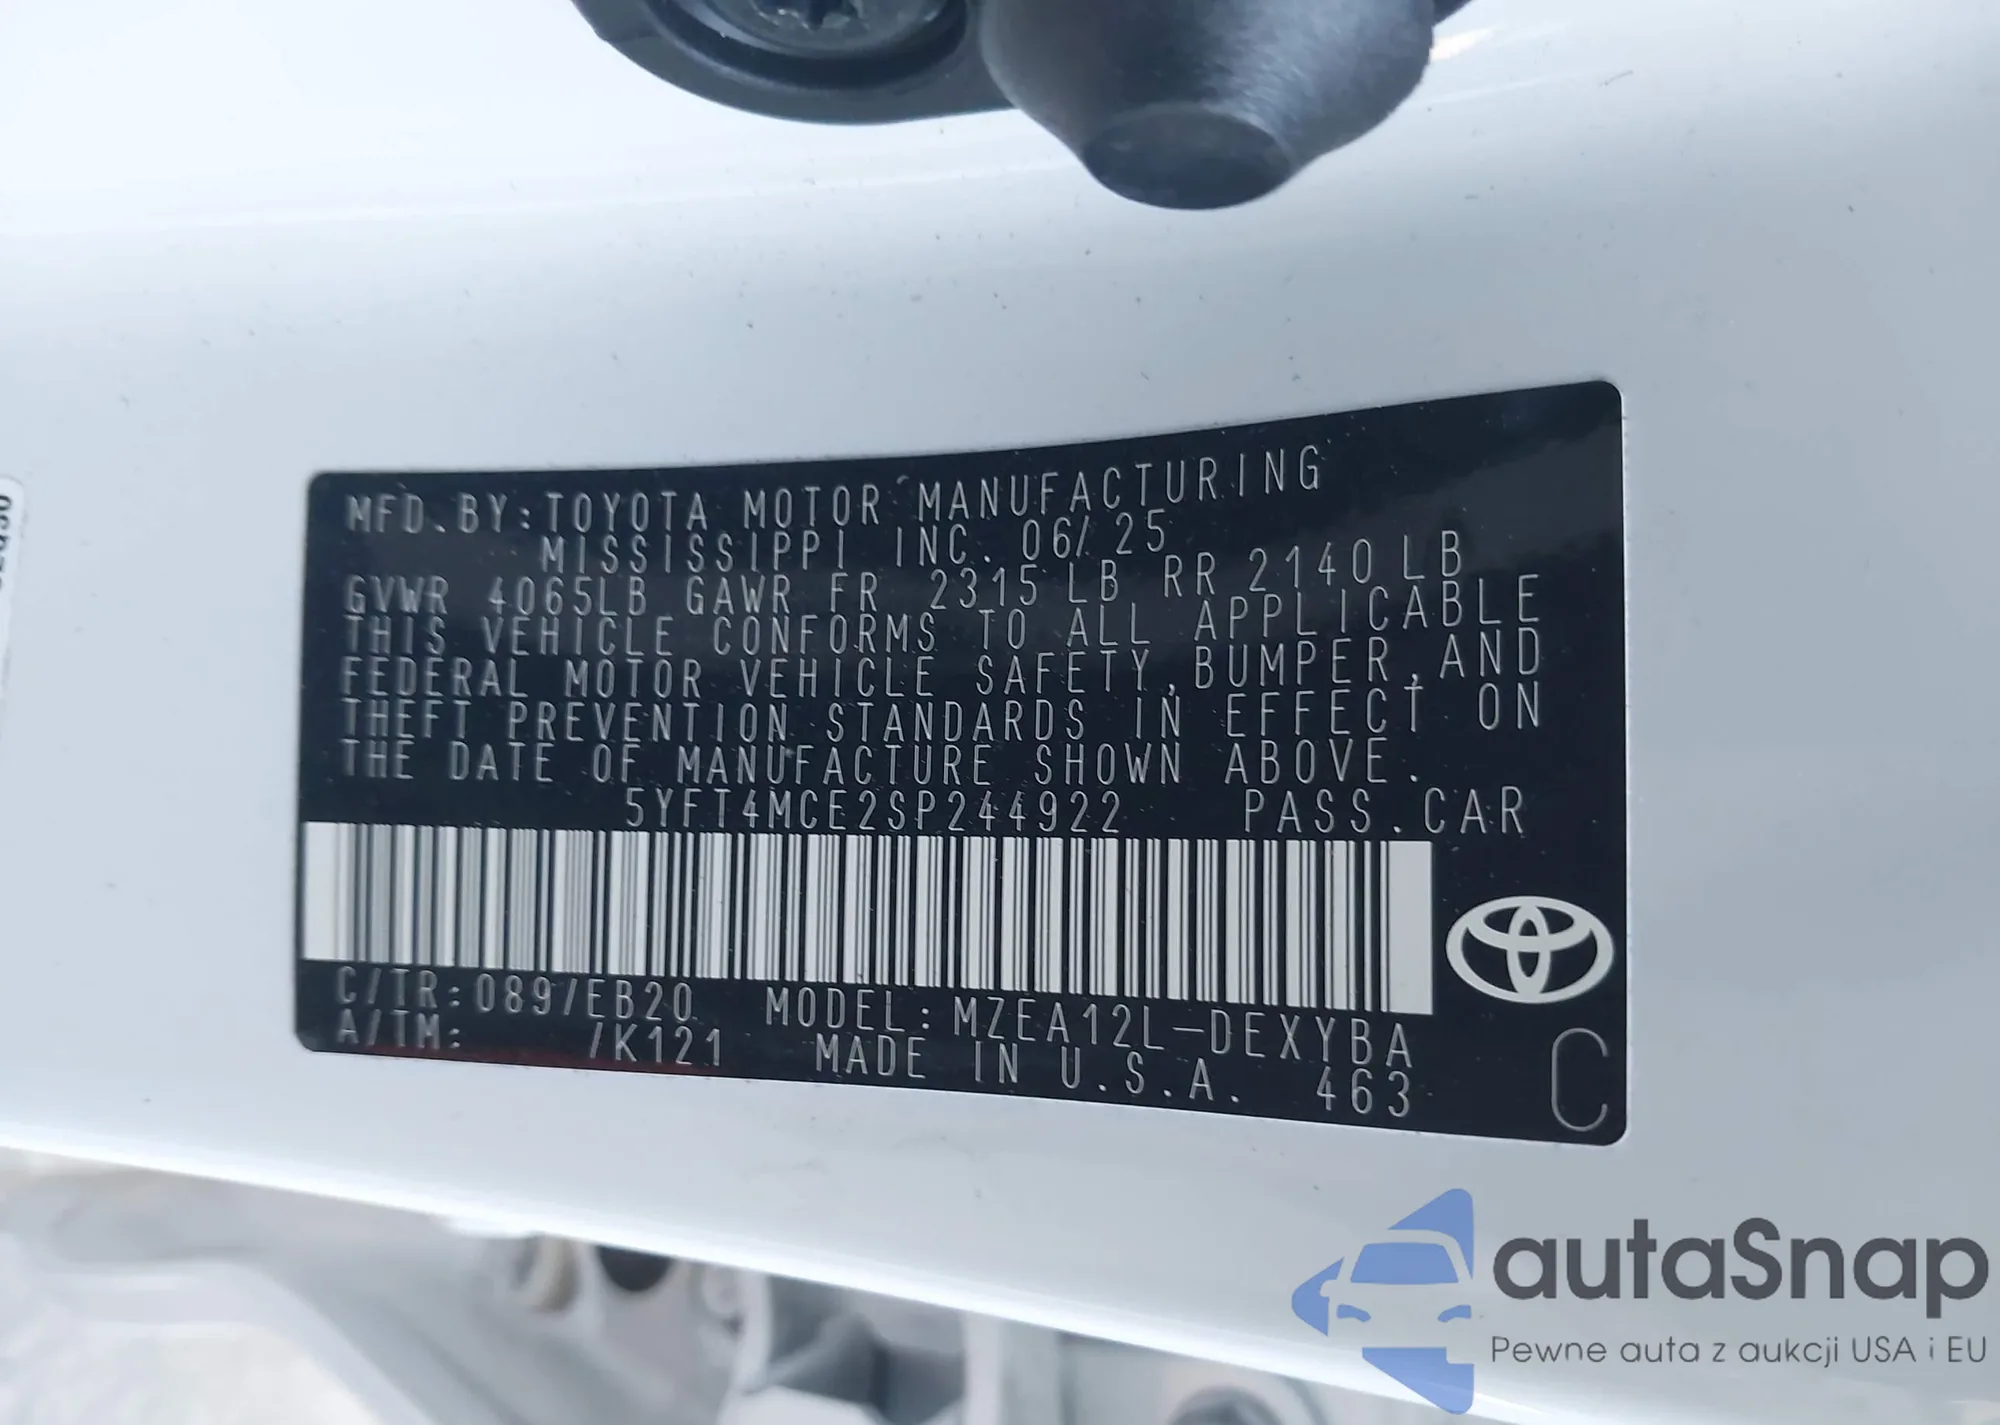 MFD. BY: TOYOTA MOTOR MANUFACTURING
MISSISSIPPI INC. 06/25
GVWR 4065LB GAWR FR 2315 LB RR 2140 LB
THIS VEHICLE CONFORMS TO ALL APPLICABLE
FEDERAL MOTOR VEHICLE SAFETY, BUMPER, AND
THEFT PREVENTION STANDARDS IN EFFECT ON
THE DATE OF MANUFACTURE SHOWN ABOVE.
5YFT4MCE2SP244922 PASS. CAR
C/TR: 089/EB20 MODEL: MZEA12L-DEXYBA
A/TM: /K121 MADE IN U.S.A. 463
C
autaSnap
Pewne auta z aukcji USA i EU